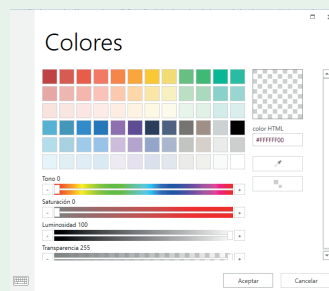 Colores
color HTML
#FFFFFF00
Tono 0
- +
Saturación 0
- +
Luminosidad 100
- +
Transparencia 255
- +
Aceptar Cancelar